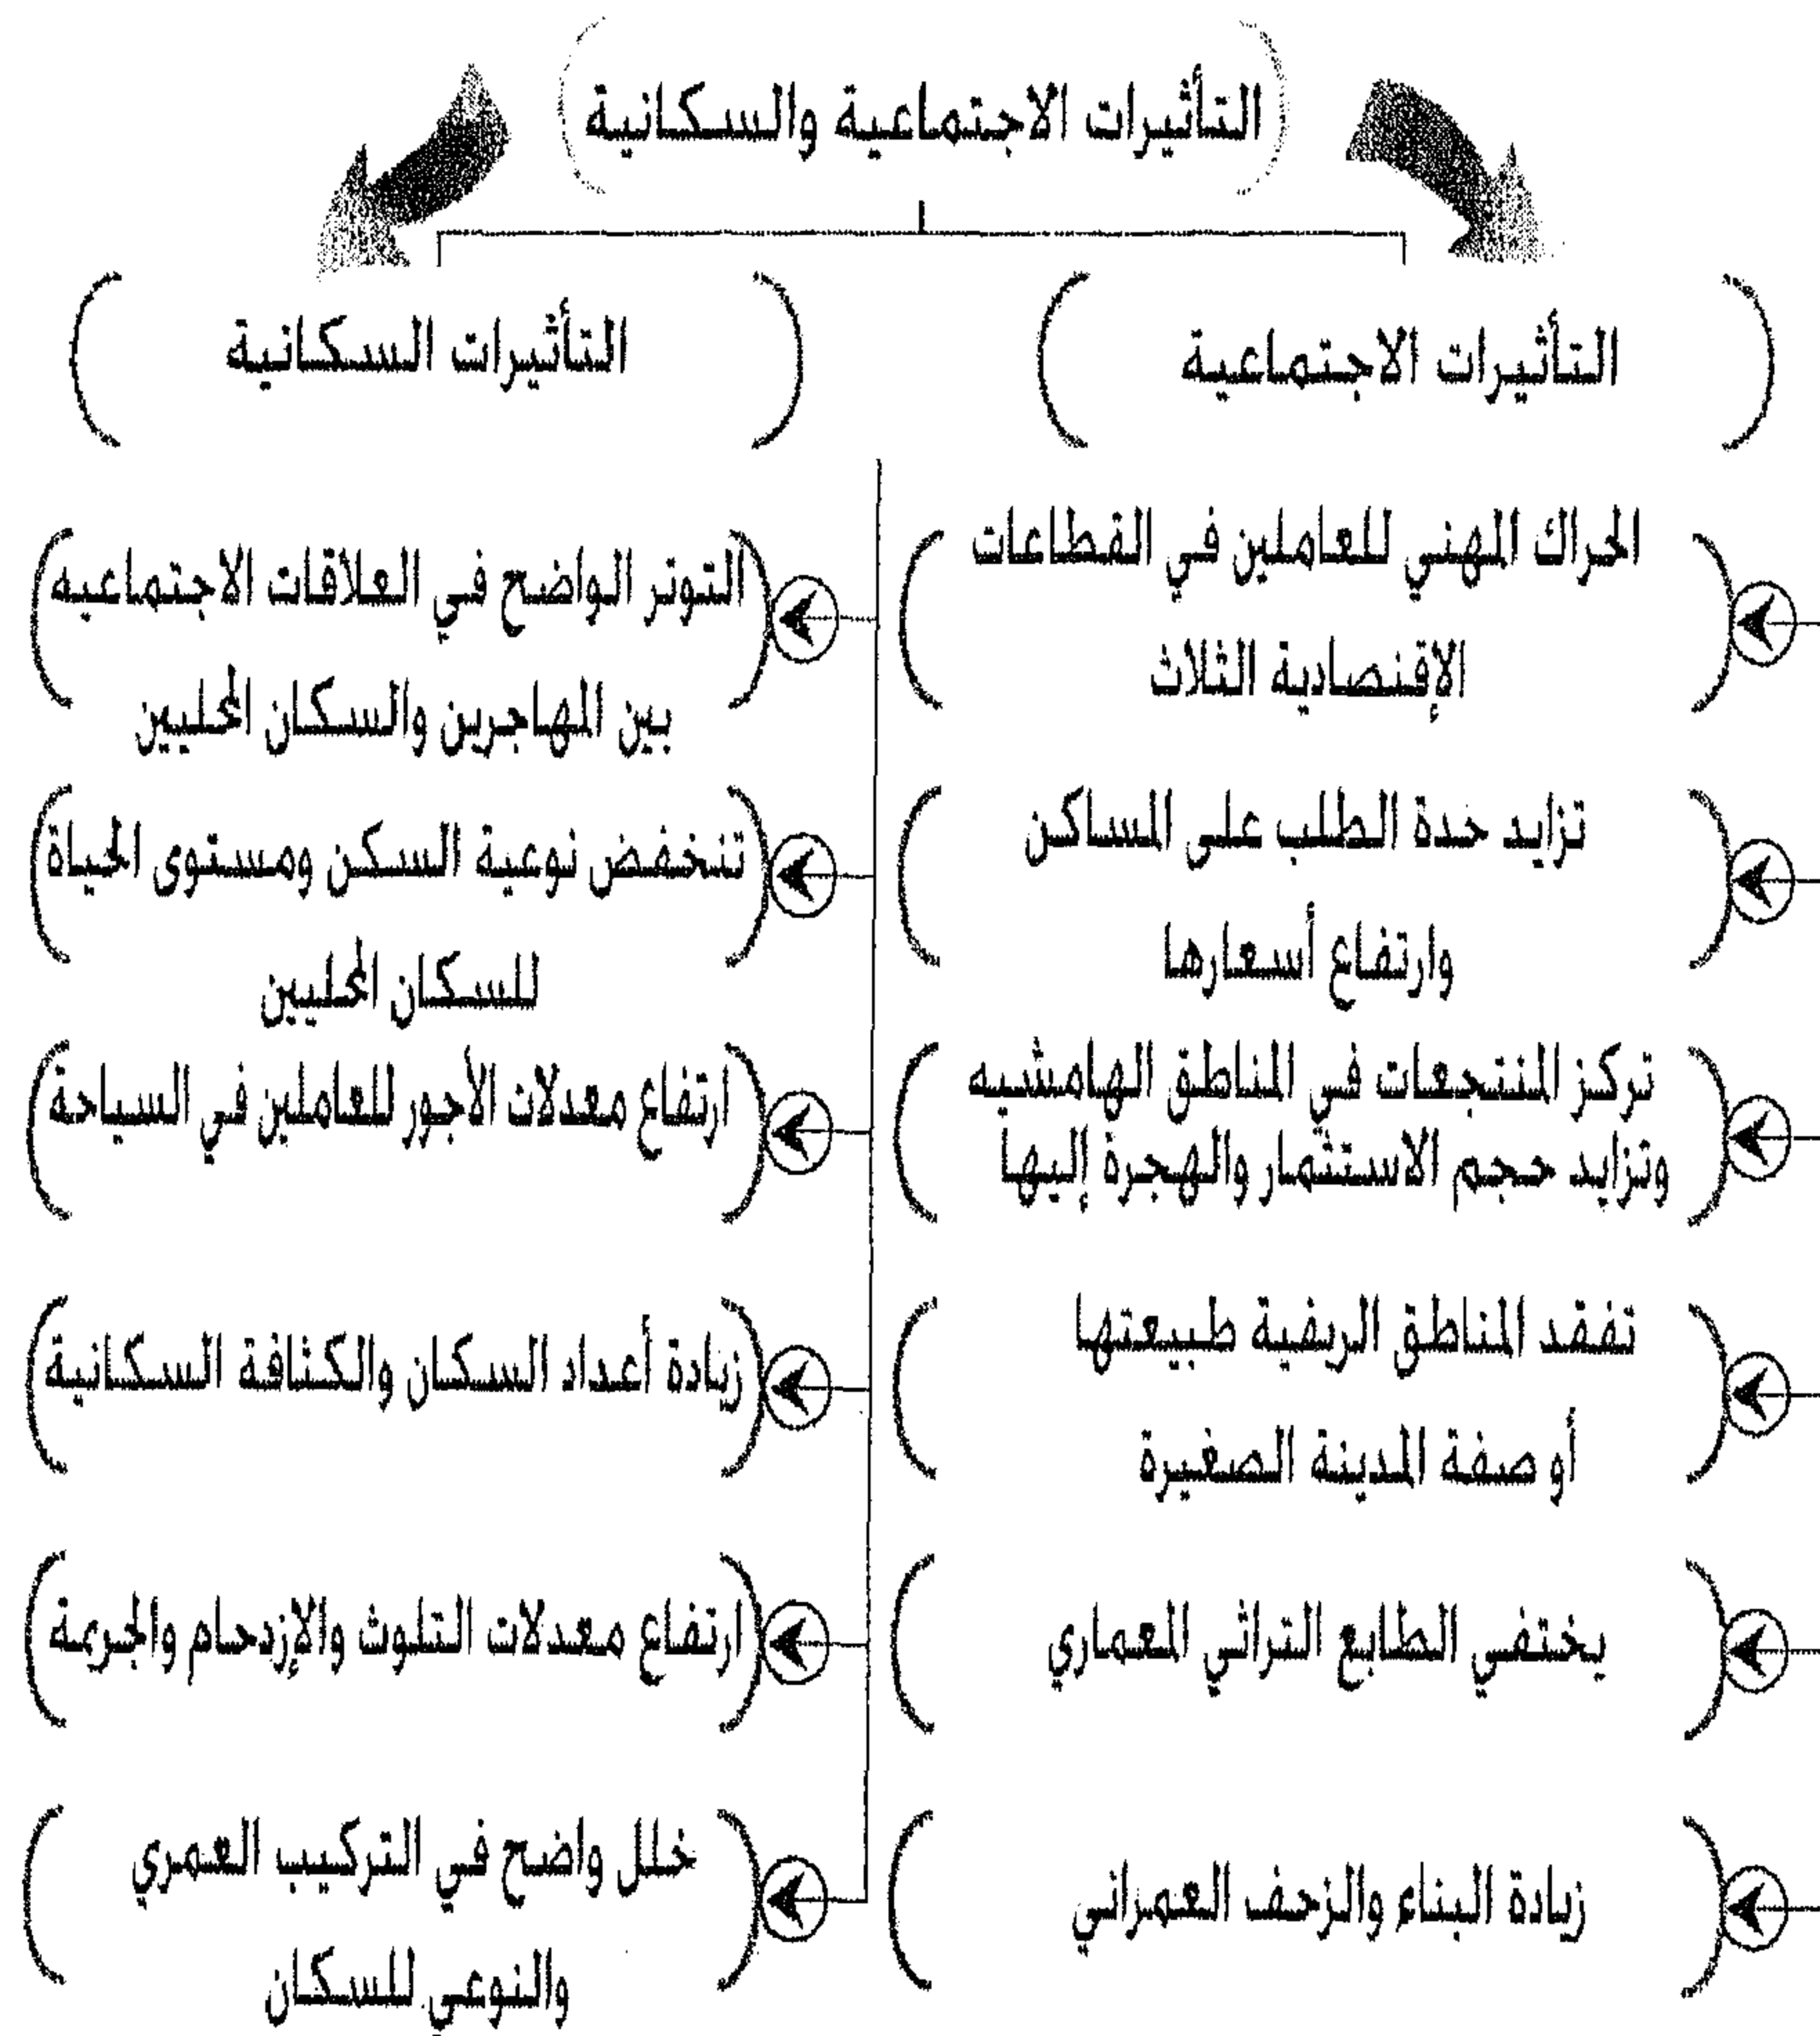 التأثيرات الاجتماعية والسكانية
التأثيرات الاجتماعية
الحراك المهني للعاملين في القطاعات
الإقتصادية الثلاث
تزايد حدة الطلب على المساكن
وارتفاع أسعارها
تركز المنتجعات في المناطق الهامشيه
وتزايد حجم الاستثمار والهجرة إليها
تفقد المناطق الريفية طبيعتها
أو صفة المدينة الصغيرة
يختفي الطابع التراثي المعماري
زيادة البناء والزحف العمراني
التأثيرات السكانية
التوتر الواضح في العلاقات الاجتماعيه
بين المهاجرين والسكان المحليين
تنخفض نوعية السكن ومستوى الحياة
للسكان المحليين
ارتفاع معدلات الأجور للعاملين في السياحة
زيادة أعداد السكان والكثافة السكانية
ارتفاع معدلات التلوث والإزدحام والجريمة
خلل واضح في التركيب العمري
والنوعي للسكان